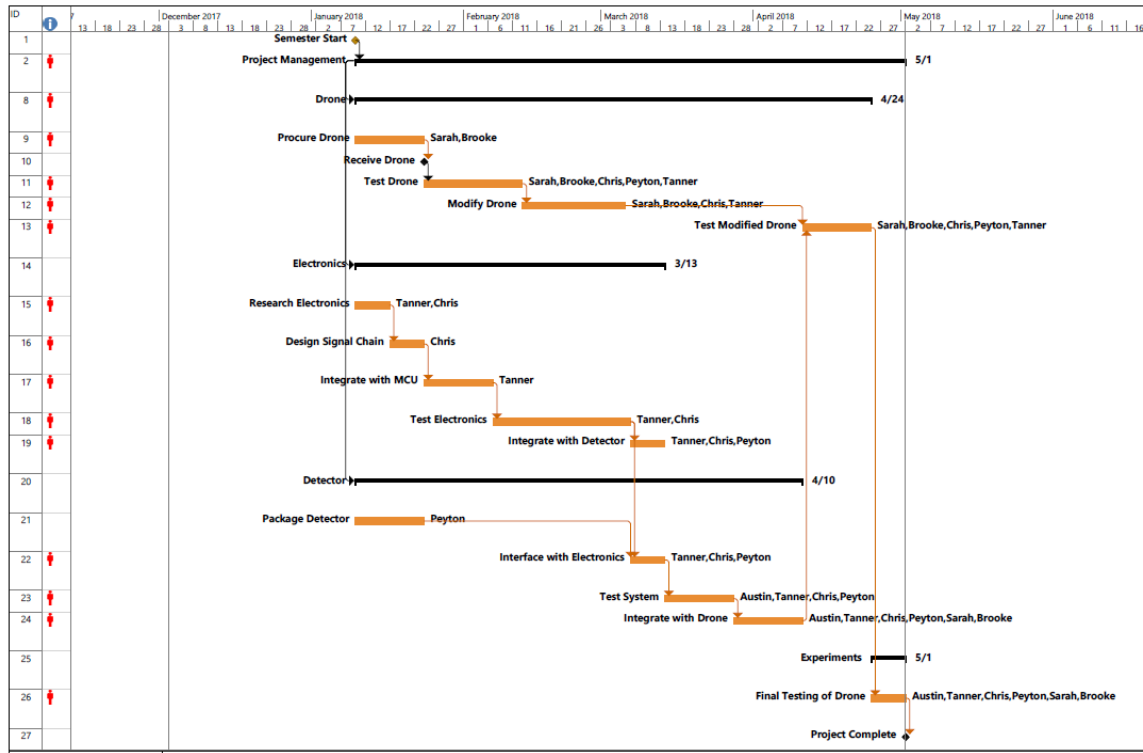 ID 7 December 2017 January 2018 February 2018 March 2018 April 2018 May 2018 June 2018
13 18 23 28 3 8 13 18 23 28 2 7 12 17 22 27 1 6 11 16 21 26 3 8 13 18 23 28 2 7 12 17 22 27 2 7 12 17 22 27 1 6 11 16
1 Semester Start
2 Project Management 5/1
8 Drone 4/24
9 Procure Drone Sarah,Brooke
10 Receive Drone
11 Test Drone Sarah,Brooke,Chris,Peyton,Tanner
12 Modify Drone Sarah,Brooke,Chris,Tanner
13 Test Modified Drone Sarah,Brooke,Chris,Peyton,Tanner
14 Electronics 3/13
15 Research Electronics Tanner,Chris
16 Design Signal Chain Chris
17 Integrate with MCU Tanner
18 Test Electronics Tanner,Chris
19 Integrate with Detector Tanner,Chris,Peyton
20 Detector 4/10
21 Package Detector Peyton
22 Interface with Electronics Tanner,Chris,Peyton
23 Test System Austin,Tanner,Chris,Peyton
24 Integrate with Drone Austin,Tanner,Chris,Peyton,Sarah,Brooke
25 Experiments 5/1
26 Final Testing of Drone Austin,Tanner,Chris,Peyton,Sarah,Brooke
27 Project Complete